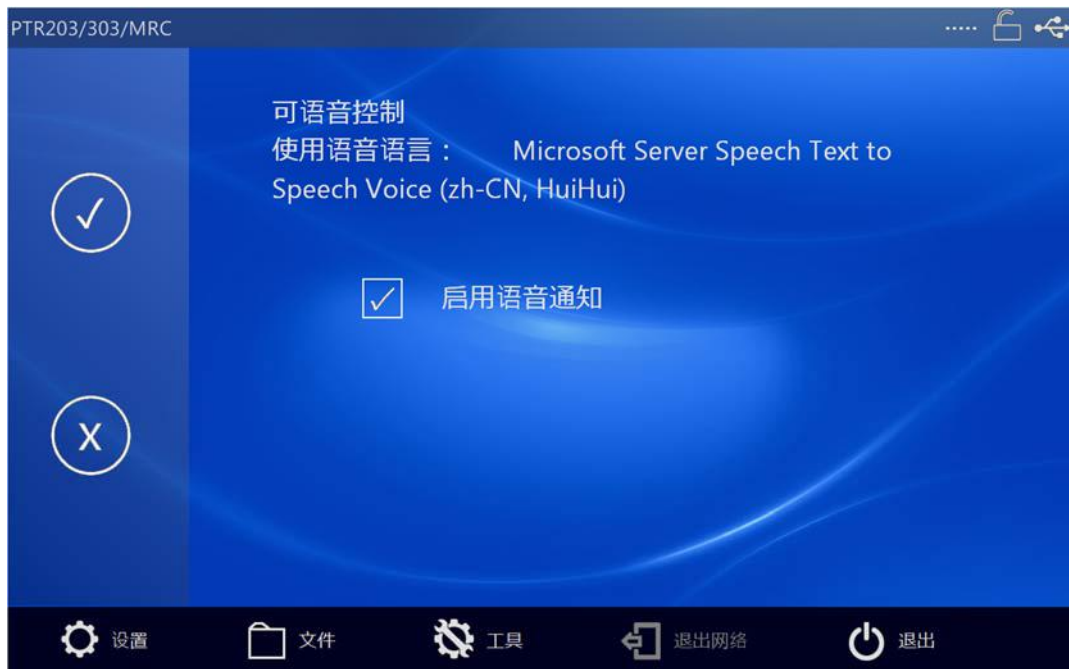 PTR203/303/MRC
可语音控制
使用语音语言： Microsoft Server Speech Text to
Speech Voice (zh-CN, HuiHui)
启用语音通知
X
设置 文件 工具 退出网络 退出